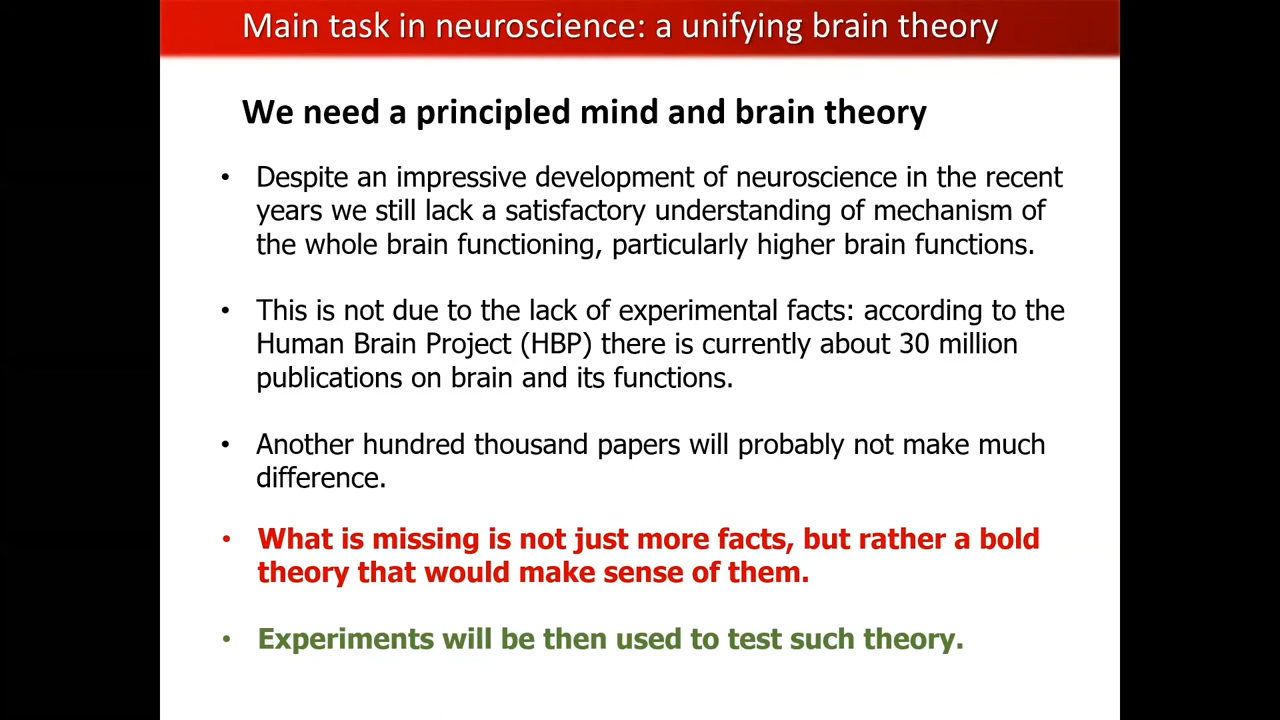 Main task in neuroscience: a unifying brain theory
We need a principled mind and brain theory
• Despite an impressive development of neuroscience in the recent
years we still lack a satisfactory understanding of mechanism of
the whole brain functioning, particularly higher brain functions.
• This is not due to the lack of experimental facts: according to the
Human Brain Project (HBP) there is currently about 30 million
publications on brain and its functions.
• Another hundred thousand papers will probably not make much
difference.
• What is missing is not just more facts, but rather a bold
theory that would make sense of them.
• Experiments will be then used to test such theory.